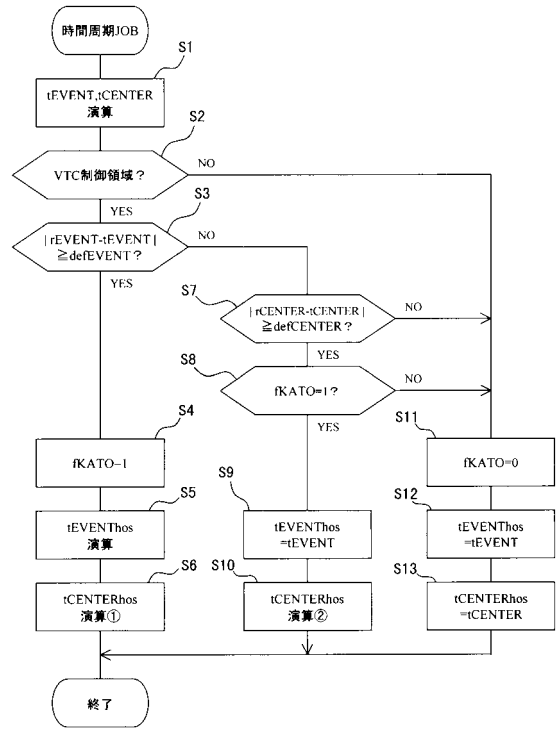 時間周期JOB
S1
tEVENT,tCENTER
演算
S2
VTC制御領域？
NO
YES
S3
|rEVENT-tEVENT|
≧defEVENT？
NO
YES
S7
|rCENTER-tCENTER|
≧defCENTER？
NO
YES
S8
fKATO=1？
NO
YES
S4
fKATO=1
S11
fKATO=0
S5
tEVENThos
演算
S9
tEVENThos
=tEVENT
S12
tEVENThos
=tEVENT
S6
tCENTERhos
演算①
S10
tCENTERhos
演算②
S13
tCENTERhos
=tCENTER
終了